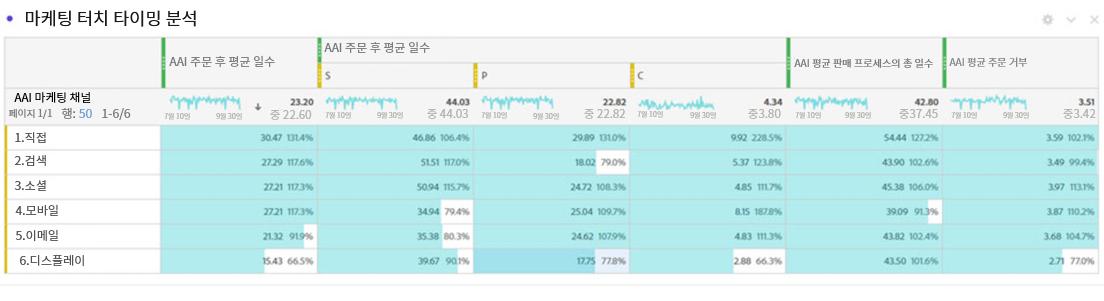 마케팅 터치 타이밍 분석
AAI 주문 후 평균 일수
AAI 주문 후 평균 일수
S
P
C
AAI 평균 판매 프로세스의 총 일수
AAI 평균 주문 거부
AAI 마케팅 채널
페이지 1/1 행: 50 1-6/6
7월 10일 9월 30일 23.20 중 22.60
7월 10일 9월 30일 44.03 중 44.03
7월 10일 9월 30일 22.82 중 22.82
7월 10일 9월 30일 4.34 중3.80
7월 10일 9월 30일 42.80 중37.45
7월 10일 9월 30일 3.51 중3.42
1.직접 30.47 131.4% 46.86 106.4% 29.89 131.0% 9.92 228.5% 54.44 127.2% 3.59 102.1%
2.검색 27.29 117.6% 51.51 117.0% 18.02 79.0% 5.37 123.8% 43.90 102.6% 3.49 99.4%
3.소셜 27.21 117.3% 50.94 115.7% 24.72 108.3% 4.85 111.7% 45.38 106.0% 3.97 113.1%
4.모바일 27.21 117.3% 34.94 79.4% 25.04 109.7% 8.15 187.8% 39.09 91.3% 3.87 110.2%
5.이메일 21.32 91.9% 35.38 80.3% 24.62 107.9% 4.83 111.3% 43.82 102.4% 3.68 104.7%
6.디스플레이 15.43 66.5% 39.67 90.1% 17.75 77.8% 2.88 66.3% 43.50 101.6% 2.71 77.0%